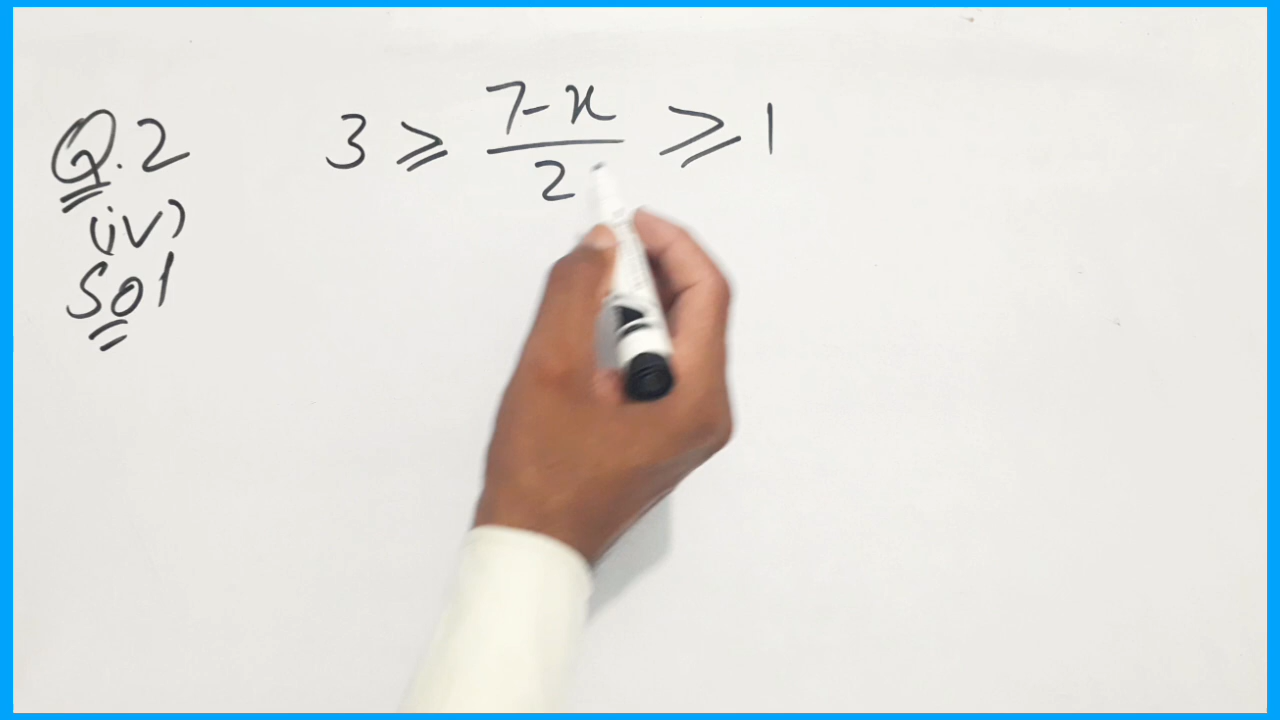 Q.2 3 ≥ (7-x)/2 ≥ 1
(iv)
Sol